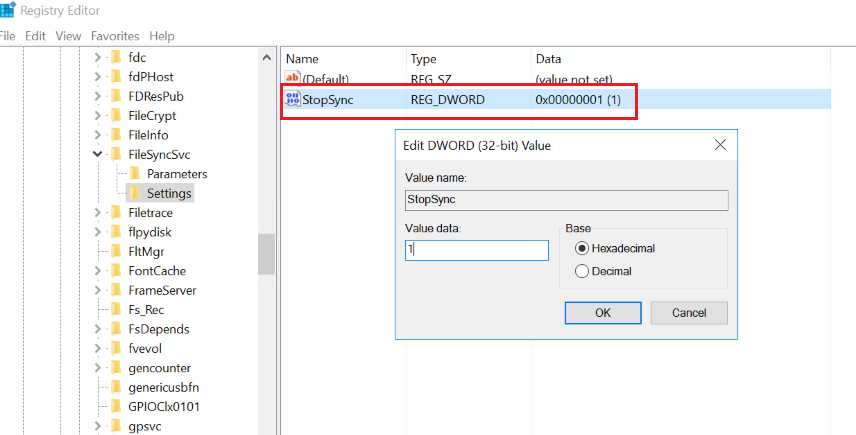 Registry Editor
File Edit View Favorites Help
fdc
fdPHost
FDResPub
FileCrypt
FileInfo
FileSyncSvc
Parameters
Settings
Filetrace
flpydisk
FltMgr
FontCache
FrameServer
Fs_Rec
FsDepends
fvevol
gencounter
genericusbfn
GPIOClx0101
gpsvc
Name Type Data
(Default) REG_SZ (value not set)
StopSync REG_DWORD 0x00000001 (1)
Edit DWORD (32-bit) Value
Value name:
StopSync
Value data: Base
1 Hexadecimal
Decimal
OK Cancel